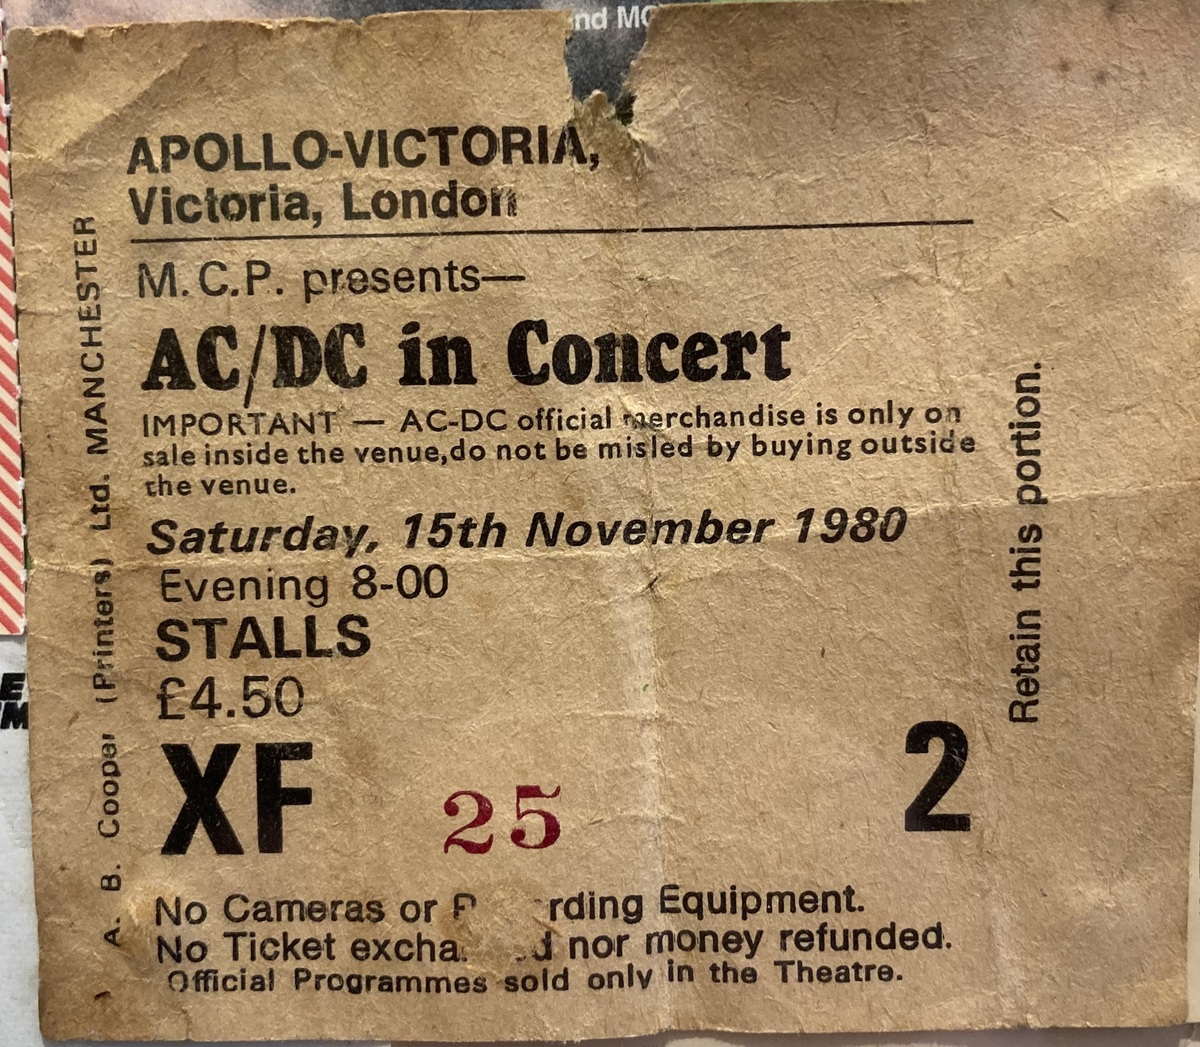 nd MC
APOLLO-VICTORIA,
Victoria, London
M.C.P. presents—
AC/DC in Concert
IMPORTANT — AC-DC official merchandise is only on
sale inside the venue,do not be misled by buying outside
the venue.
Saturday, 15th November 1980
Evening 8-00
STALLS
£4.50
XF 25 2
No Cameras or rding Equipment.
No Ticket excha d nor money refunded.
Official Programmes sold only in the Theatre.
A. B. Cooper (Printers) Ltd. MANCHESTER
Retain this portion.
E
M